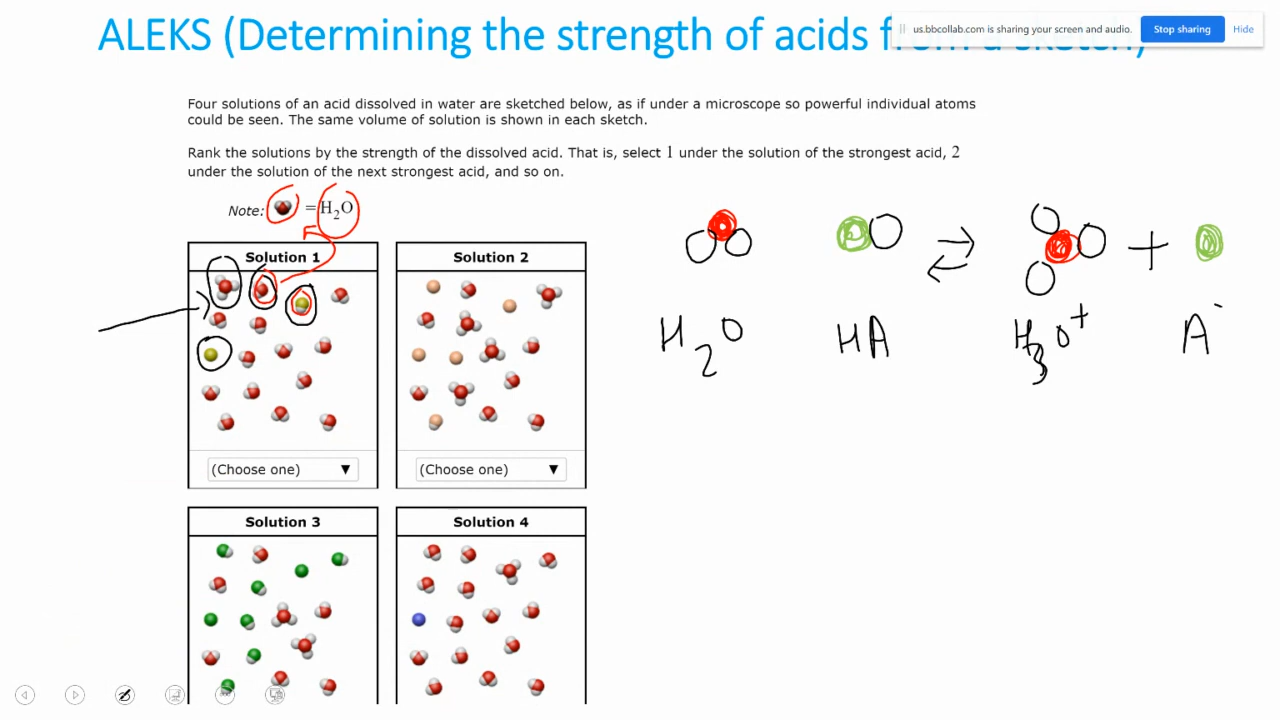 ALEKS (Determining the strength of acids from a sketch)
us.bbcollab.com is sharing your screen and audio. Stop sharing Hide
Four solutions of an acid dissolved in water are sketched below, as if under a microscope so powerful individual atoms
could be seen. The same volume of solution is shown in each sketch.
Rank the solutions by the strength of the dissolved acid. That is, select 1 under the solution of the strongest acid, 2
under the solution of the next strongest acid, and so on.
Note: = H₂O
Solution 1
Solution 2
H₂O HA ⇌ H₃O⁺ + A⁻
(Choose one) ▼
(Choose one) ▼
Solution 3
Solution 4